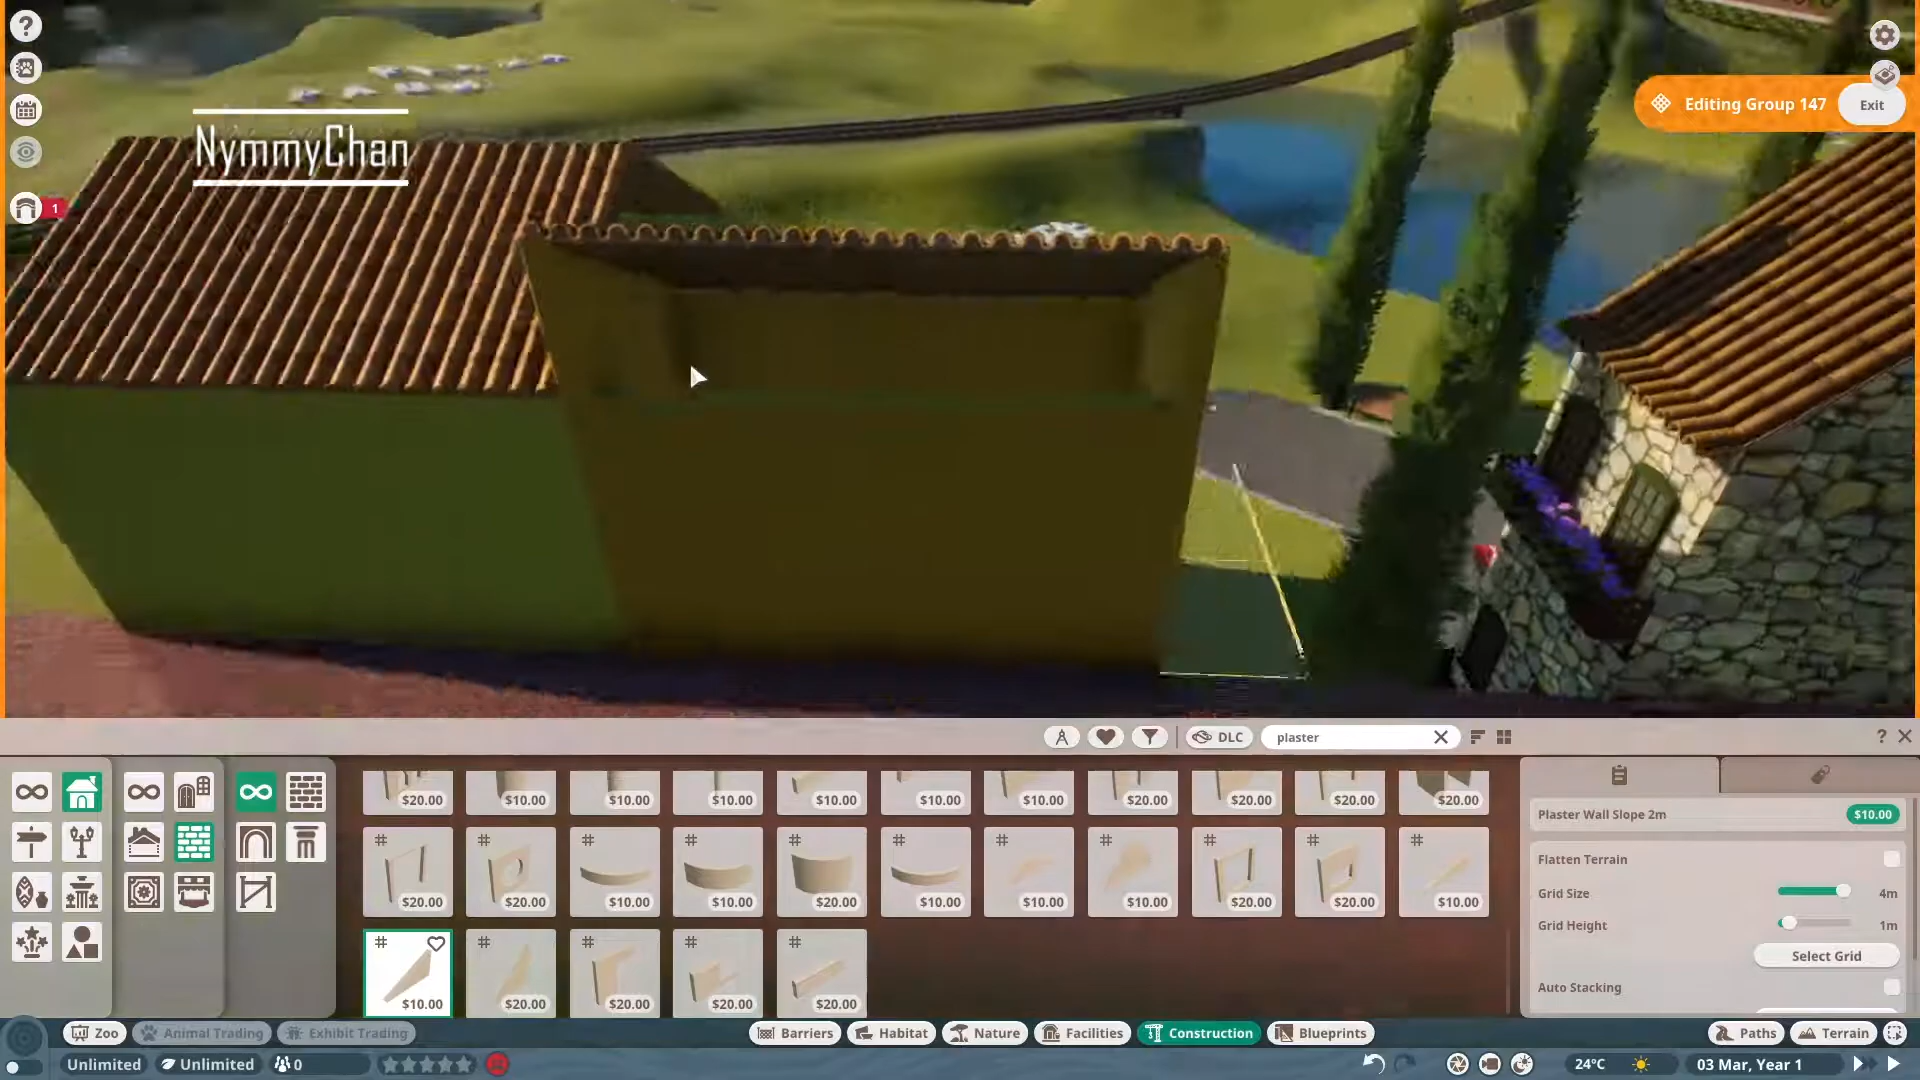 NymmyChan
Editing Group 147
Exit
1
DLC
plaster
?
$20.00
$10.00
$10.00
$10.00
$10.00
$10.00
$10.00
$20.00
$20.00
$20.00
$20.00
$20.00
$20.00
$10.00
$10.00
$20.00
$10.00
$10.00
$10.00
$20.00
$20.00
$10.00
$10.00
$20.00
$20.00
$20.00
$20.00
Plaster Wall Slope 2m
$10.00
Flatten Terrain
Grid Size
4m
Grid Height
1m
Select Grid
Auto Stacking
Zoo
Animal Trading
Exhibit Trading
Barriers
Habitat
Nature
Facilities
Construction
Blueprints
Paths
Terrain
Unlimited
Unlimited
0
24°C
03 Mar, Year 1